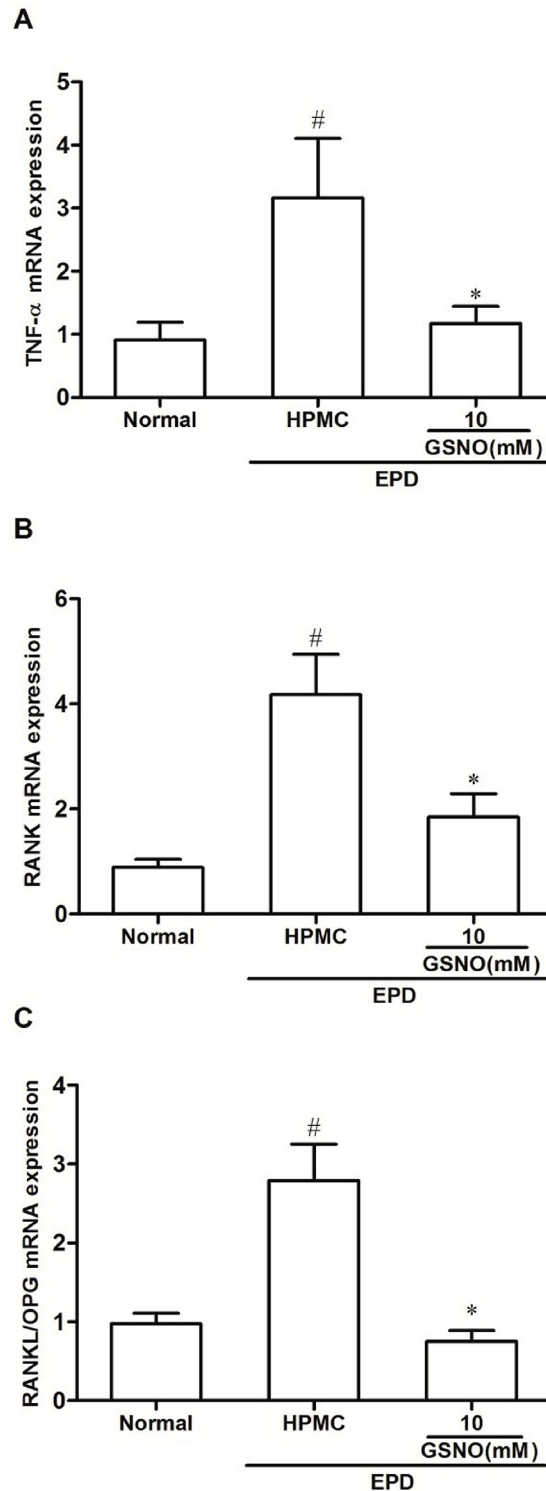 A
TNF-α mRNA expression
5
4
3
2
1
0
#
*
Normal HPMC 10
GSNO(mM)
EPD
B
RANK mRNA expression
6
4
2
0
#
*
Normal HPMC 10
GSNO(mM)
EPD
C
RANKL/OPG mRNA expression
4
3
2
1
0
#
*
Normal HPMC 10
GSNO(mM)
EPD